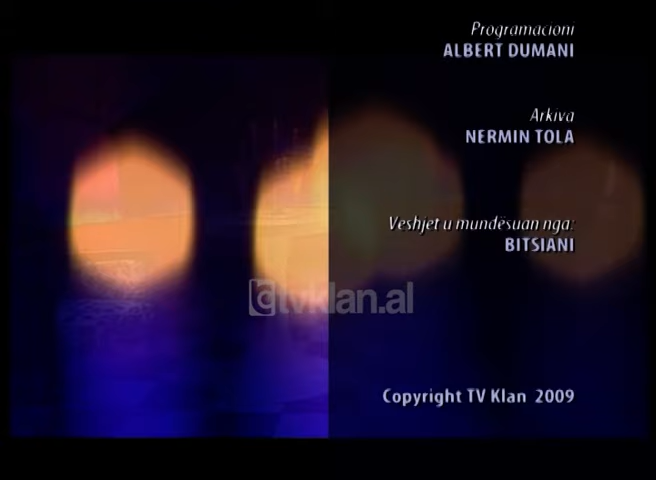 Programacioni
ALBERT DUMANI
Arkiva
NERMIN TOLA
Veshjet u mundësuan nga:
BITSIANI
tvklan.al
Copyright TV Klan 2009